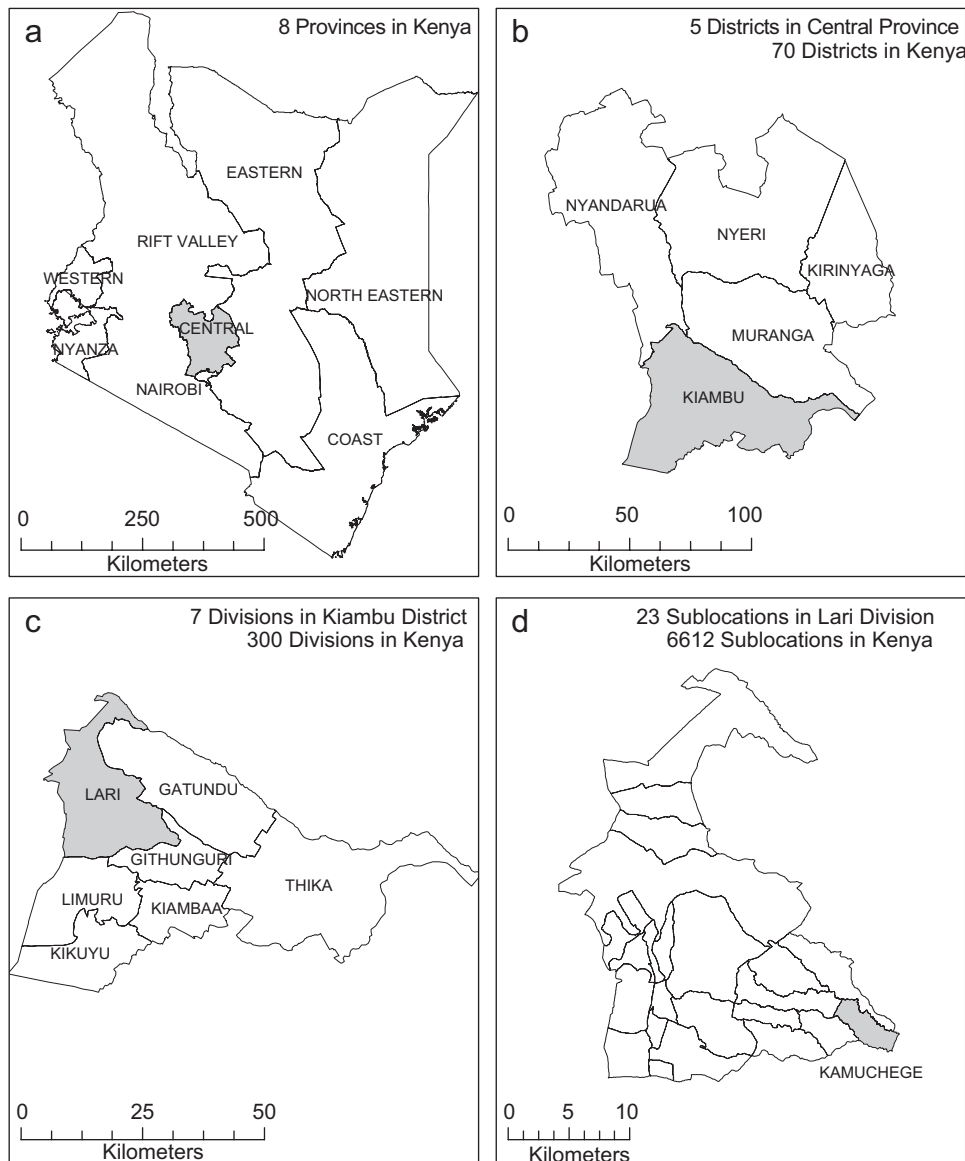 a
8 Provinces in Kenya
EASTERN
RIFT VALLEY
WESTERN
NORTH EASTERN
CENTRAL
NYANZA
NAIROBI
COAST
0 250 500
Kilometers
b
5 Districts in Central Province
70 Districts in Kenya
NYANDARUA
NYERI
KIRINYAGA
MURANGA
KIAMBU
0 50 100
Kilometers
c
7 Divisions in Kiambu District
300 Divisions in Kenya
LARI
GATUNDU
GITHUNGURI
THIKA
LIMURU
KIAMBAA
KIKUYU
0 25 50
Kilometers
d
23 Sublocations in Lari Division
6612 Sublocations in Kenya
KAMUCHEGE
0 5 10
Kilometers